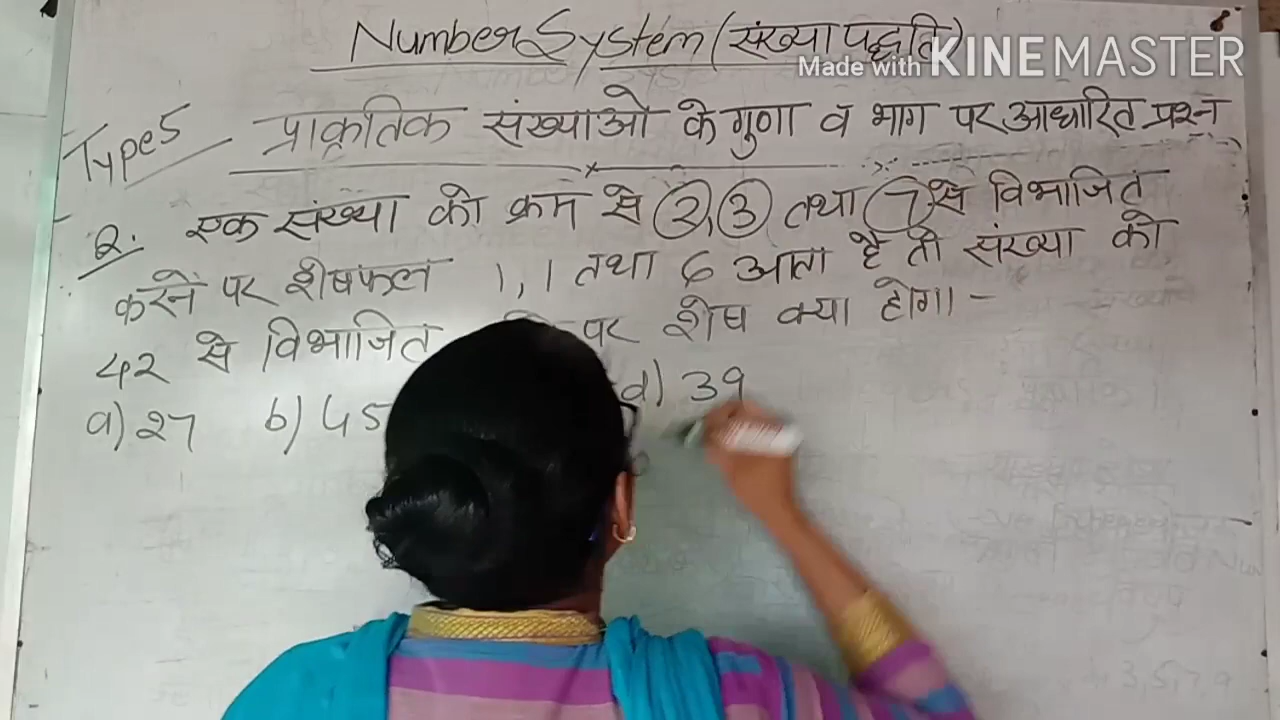 Number System (संख्या पद्धति)
Made with KINEMASTER
Type 5 - प्राकृतिक संख्याओ के गुणा व भाग पर आधारित प्रश्न
Q. एक संख्या को क्रम से 2, 3 तथा 7 से विभाजित
करने पर शेषफल 1, 1 तथा 6 आता है तो संख्या को
42 से विभाजित पर शेष क्या होगा -
a) 27 b) 45 d) 39